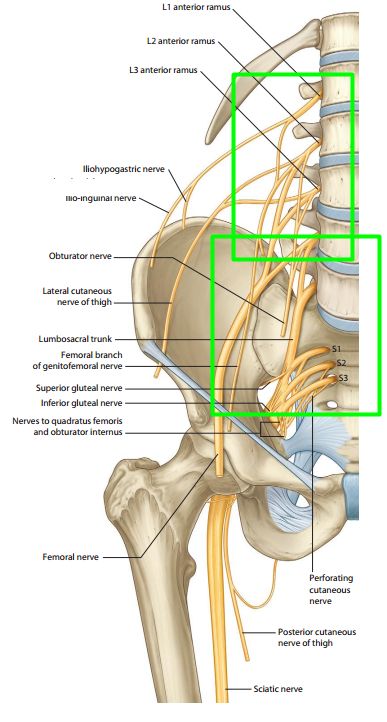 L1 anterior ramus
L2 anterior ramus
L3 anterior ramus
Iliohypogastric nerve
Ilio-inguinal nerve
Obturator nerve
Lateral cutaneous
nerve of thigh
Lumbosacral trunk
Femoral branch
of genitofemoral nerve
Superior gluteal nerve
Inferior gluteal nerve
Nerves to quadratus femoris
and obturator internus
S1
S2
S3
Femoral nerve
Perforating
cutaneous
nerve
Posterior cutaneous
nerve of thigh
Sciatic nerve